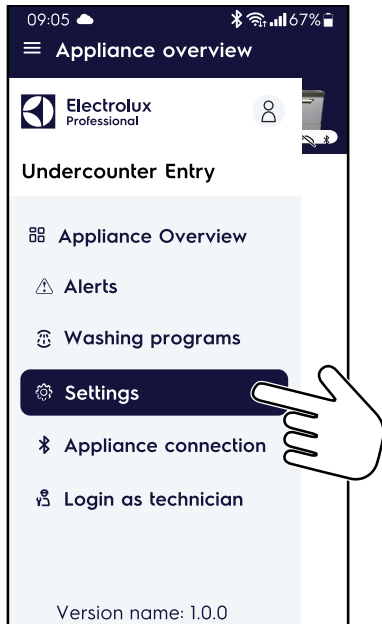 09:05 67%
Appliance overview
Electrolux
Professional
Undercounter Entry
Appliance Overview
Alerts
Washing programs
Settings
Appliance connection
Login as technician
Version name: 1.0.0